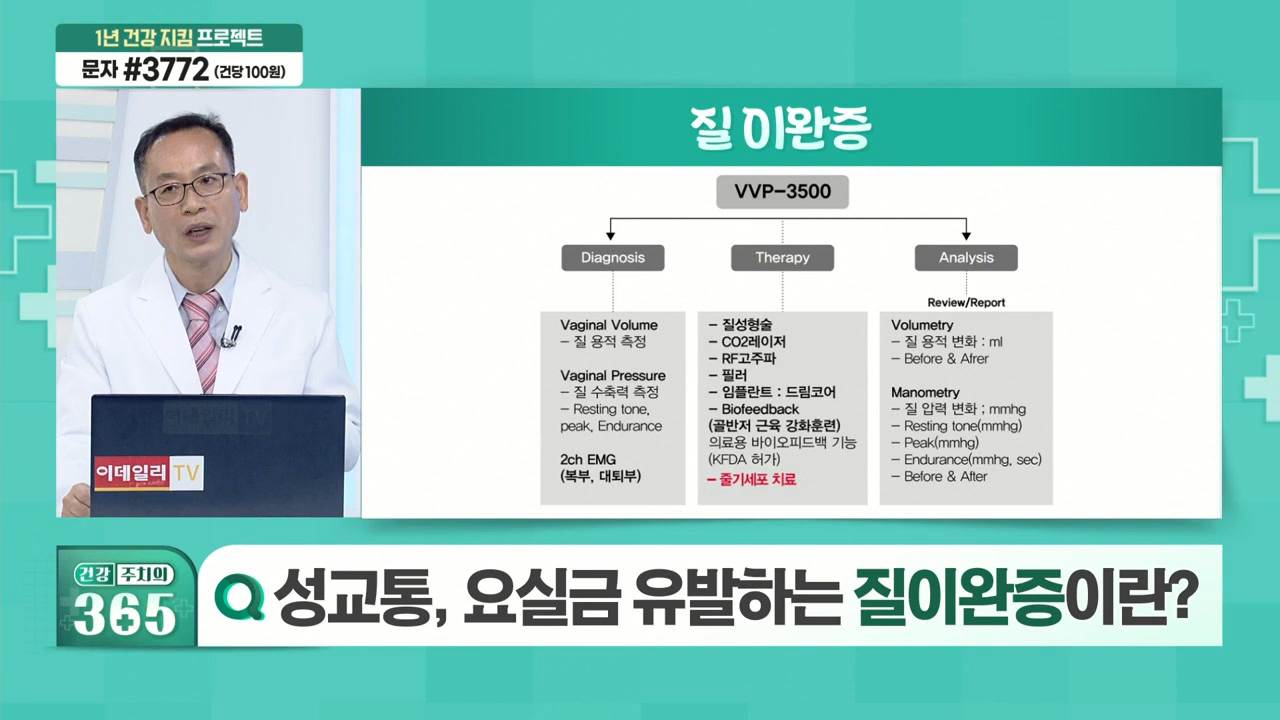 1년 건강 지킴 프로젝트
문자 #3772 (건당 100원)
질 이완증
VVP-3500
Diagnosis
Vaginal Volume
- 질 용적 측정
Vaginal Pressure
- 질 수축력 측정
- Resting tone,
peak, Endurance
2ch EMG
(복부, 대퇴부)
Therapy
- 질성형술
- CO2레이저
- RF고주파
- 필러
- 임플란트 : 드림코어
- Biofeedback
(골반저 근육 강화훈련)
의료용 바이오피드백 기능
(KFDA 허가)
- 줄기세포 치료
Analysis
Review/Report
Volumetry
- 질 용적 변화 : ml
- Before & Afrer
Manometry
- 질 압력 변화 ; mmhg
- Resting tone(mmhg)
- Peak(mmhg)
- Endurance(mmhg, sec)
- Before & After
이데일리 TV
건강 주치의
365
Q 성교통, 요실금 유발하는 질이완증이란?